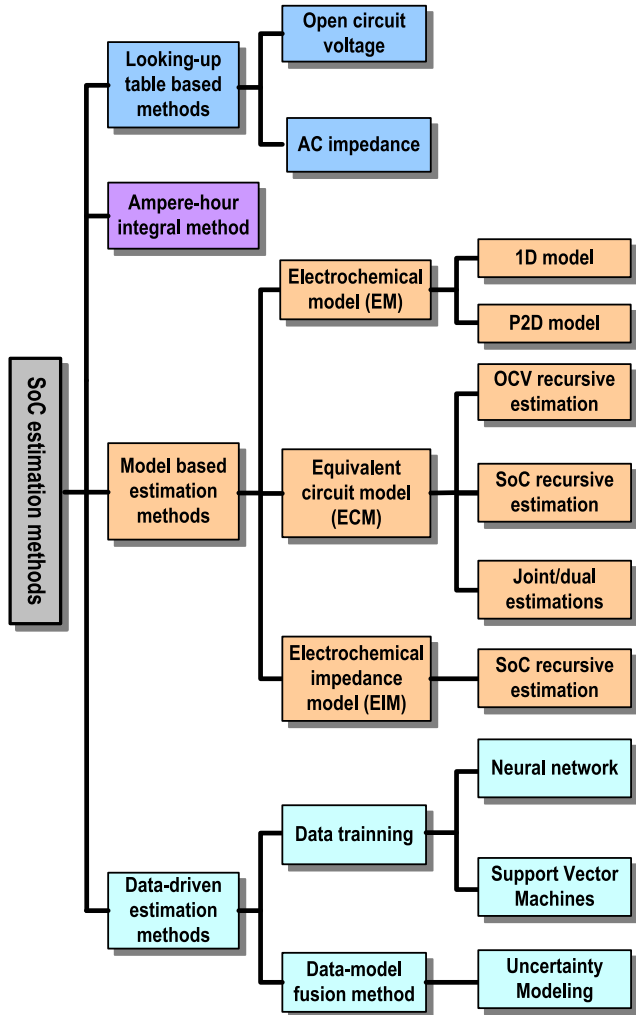 SoC estimation methods
Looking-up
table based
methods
Open circuit
voltage
AC impedance
Ampere-hour
integral method
Model based
estimation
methods
Electrochemical
model (EM)
1D model
P2D model
Equivalent
circuit model
(ECM)
OCV recursive
estimation
SoC recursive
estimation
Joint/dual
estimations
Electrochemical
impedance
model (EIM)
SoC recursive
estimation
Data-driven
estimation
methods
Data trainning
Neural network
Support Vector
Machines
Data-model
fusion method
Uncertainty
Modeling